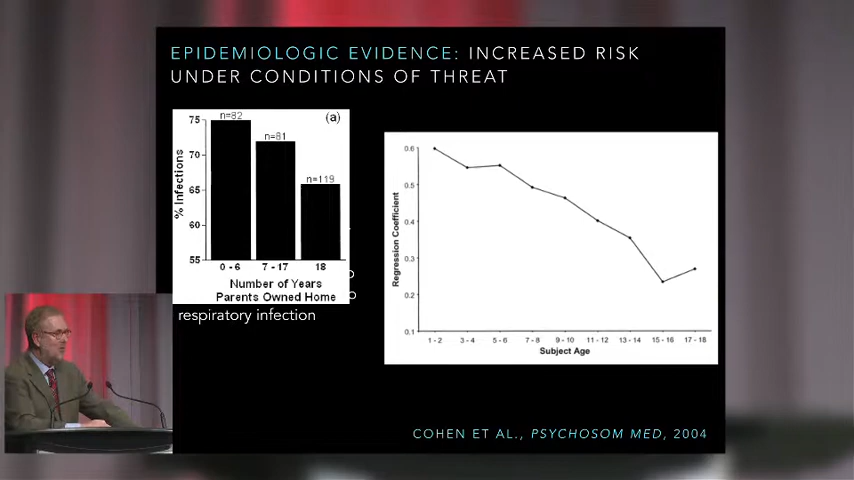 EPIDEMIOLOGIC EVIDENCE: INCREASED RISK
UNDER CONDITIONS OF THREAT
(a)
n=82
n=81
n=119
75
70
65
60
55
% Infections
0 - 6 7 - 17 18
Number of Years
Parents Owned Home
respiratory infection
0.6
0.5
0.4
0.3
0.2
0.1
Regression Coefficient
1 - 2 3 - 4 5 - 6 7 - 8 9 - 10 11 - 12 13 - 14 15 - 16 17 - 18
Subject Age
COHEN ET AL., PSYCHOSOM MED, 2004